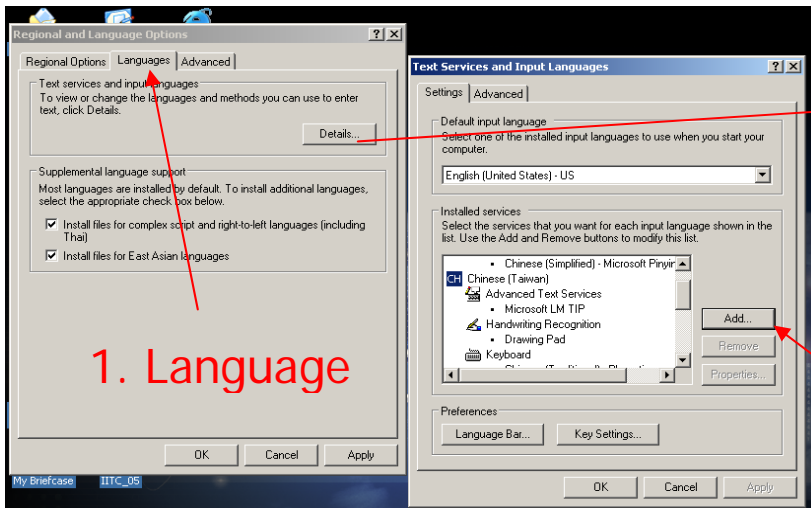 Regional and Language Options
Regional Options Languages Advanced
Text services and input languages
To view or change the languages and methods you can use to enter
text, click Details.
Details...
Supplemental language support
Most languages are installed by default. To install additional languages,
select the appropriate check box below.
Install files for complex script and right-to-left languages (including
Thai)
Install files for East Asian languages
1. Language
OK Cancel Apply
My Briefcase IITC_05
Text Services and Input Languages
Settings Advanced
Default input language
Select one of the installed input languages to use when you start your
computer.
English (United States) - US
Installed services
Select the services that you want for each input language shown in the
list. Use the Add and Remove buttons to modify this list.
Chinese (Simplified) - Microsoft Pinyin
CH Chinese (Taiwan)
Advanced Text Services
Microsoft LM TIP
Handwriting Recognition
Drawing Pad
Keyboard
Add...
Remove
Properties...
Preferences
Language Bar... Key Settings...
OK Cancel Apply